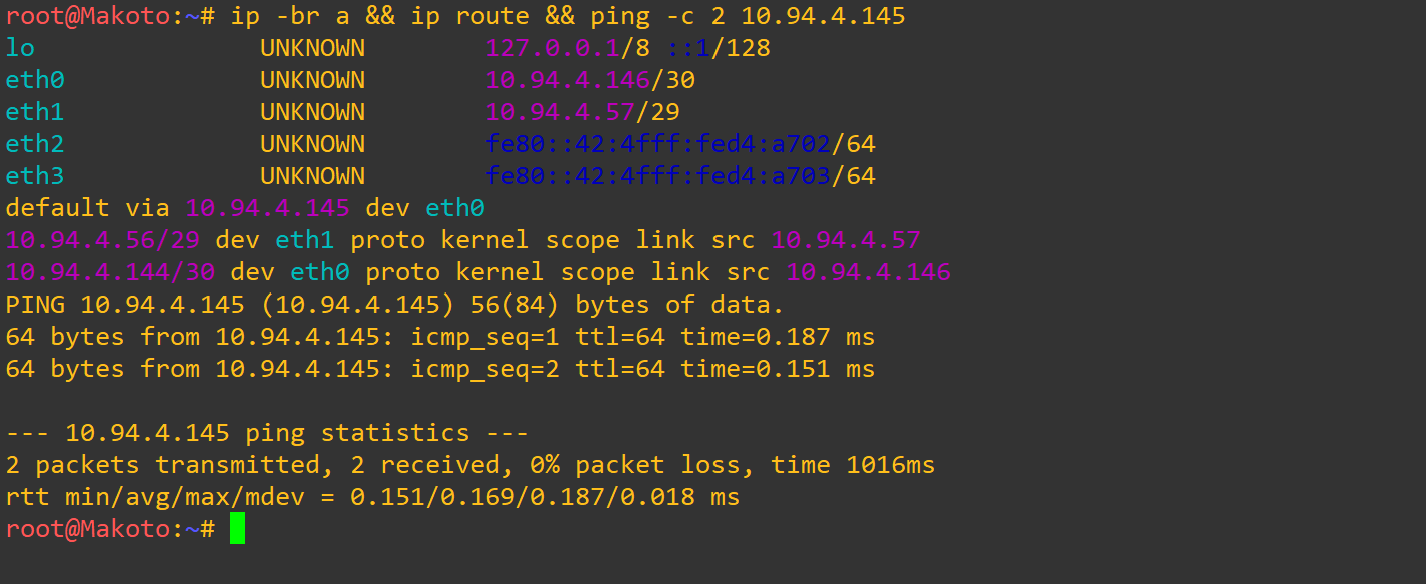 root@Makoto:~# ip -br a && ip route && ping -c 2 10.94.4.145
lo               UNKNOWN        127.0.0.1/8 ::1/128
eth0             UNKNOWN        10.94.4.146/30
eth1             UNKNOWN        10.94.4.57/29
eth2             UNKNOWN        fe80::42:4fff:fed4:a702/64
eth3             UNKNOWN        fe80::42:4fff:fed4:a703/64
default via 10.94.4.145 dev eth0
10.94.4.56/29 dev eth1 proto kernel scope link src 10.94.4.57
10.94.4.144/30 dev eth0 proto kernel scope link src 10.94.4.146
PING 10.94.4.145 (10.94.4.145) 56(84) bytes of data.
64 bytes from 10.94.4.145: icmp_seq=1 ttl=64 time=0.187 ms
64 bytes from 10.94.4.145: icmp_seq=2 ttl=64 time=0.151 ms

--- 10.94.4.145 ping statistics ---
2 packets transmitted, 2 received, 0% packet loss, time 1016ms
rtt min/avg/max/mdev = 0.151/0.169/0.187/0.018 ms
root@Makoto:~#